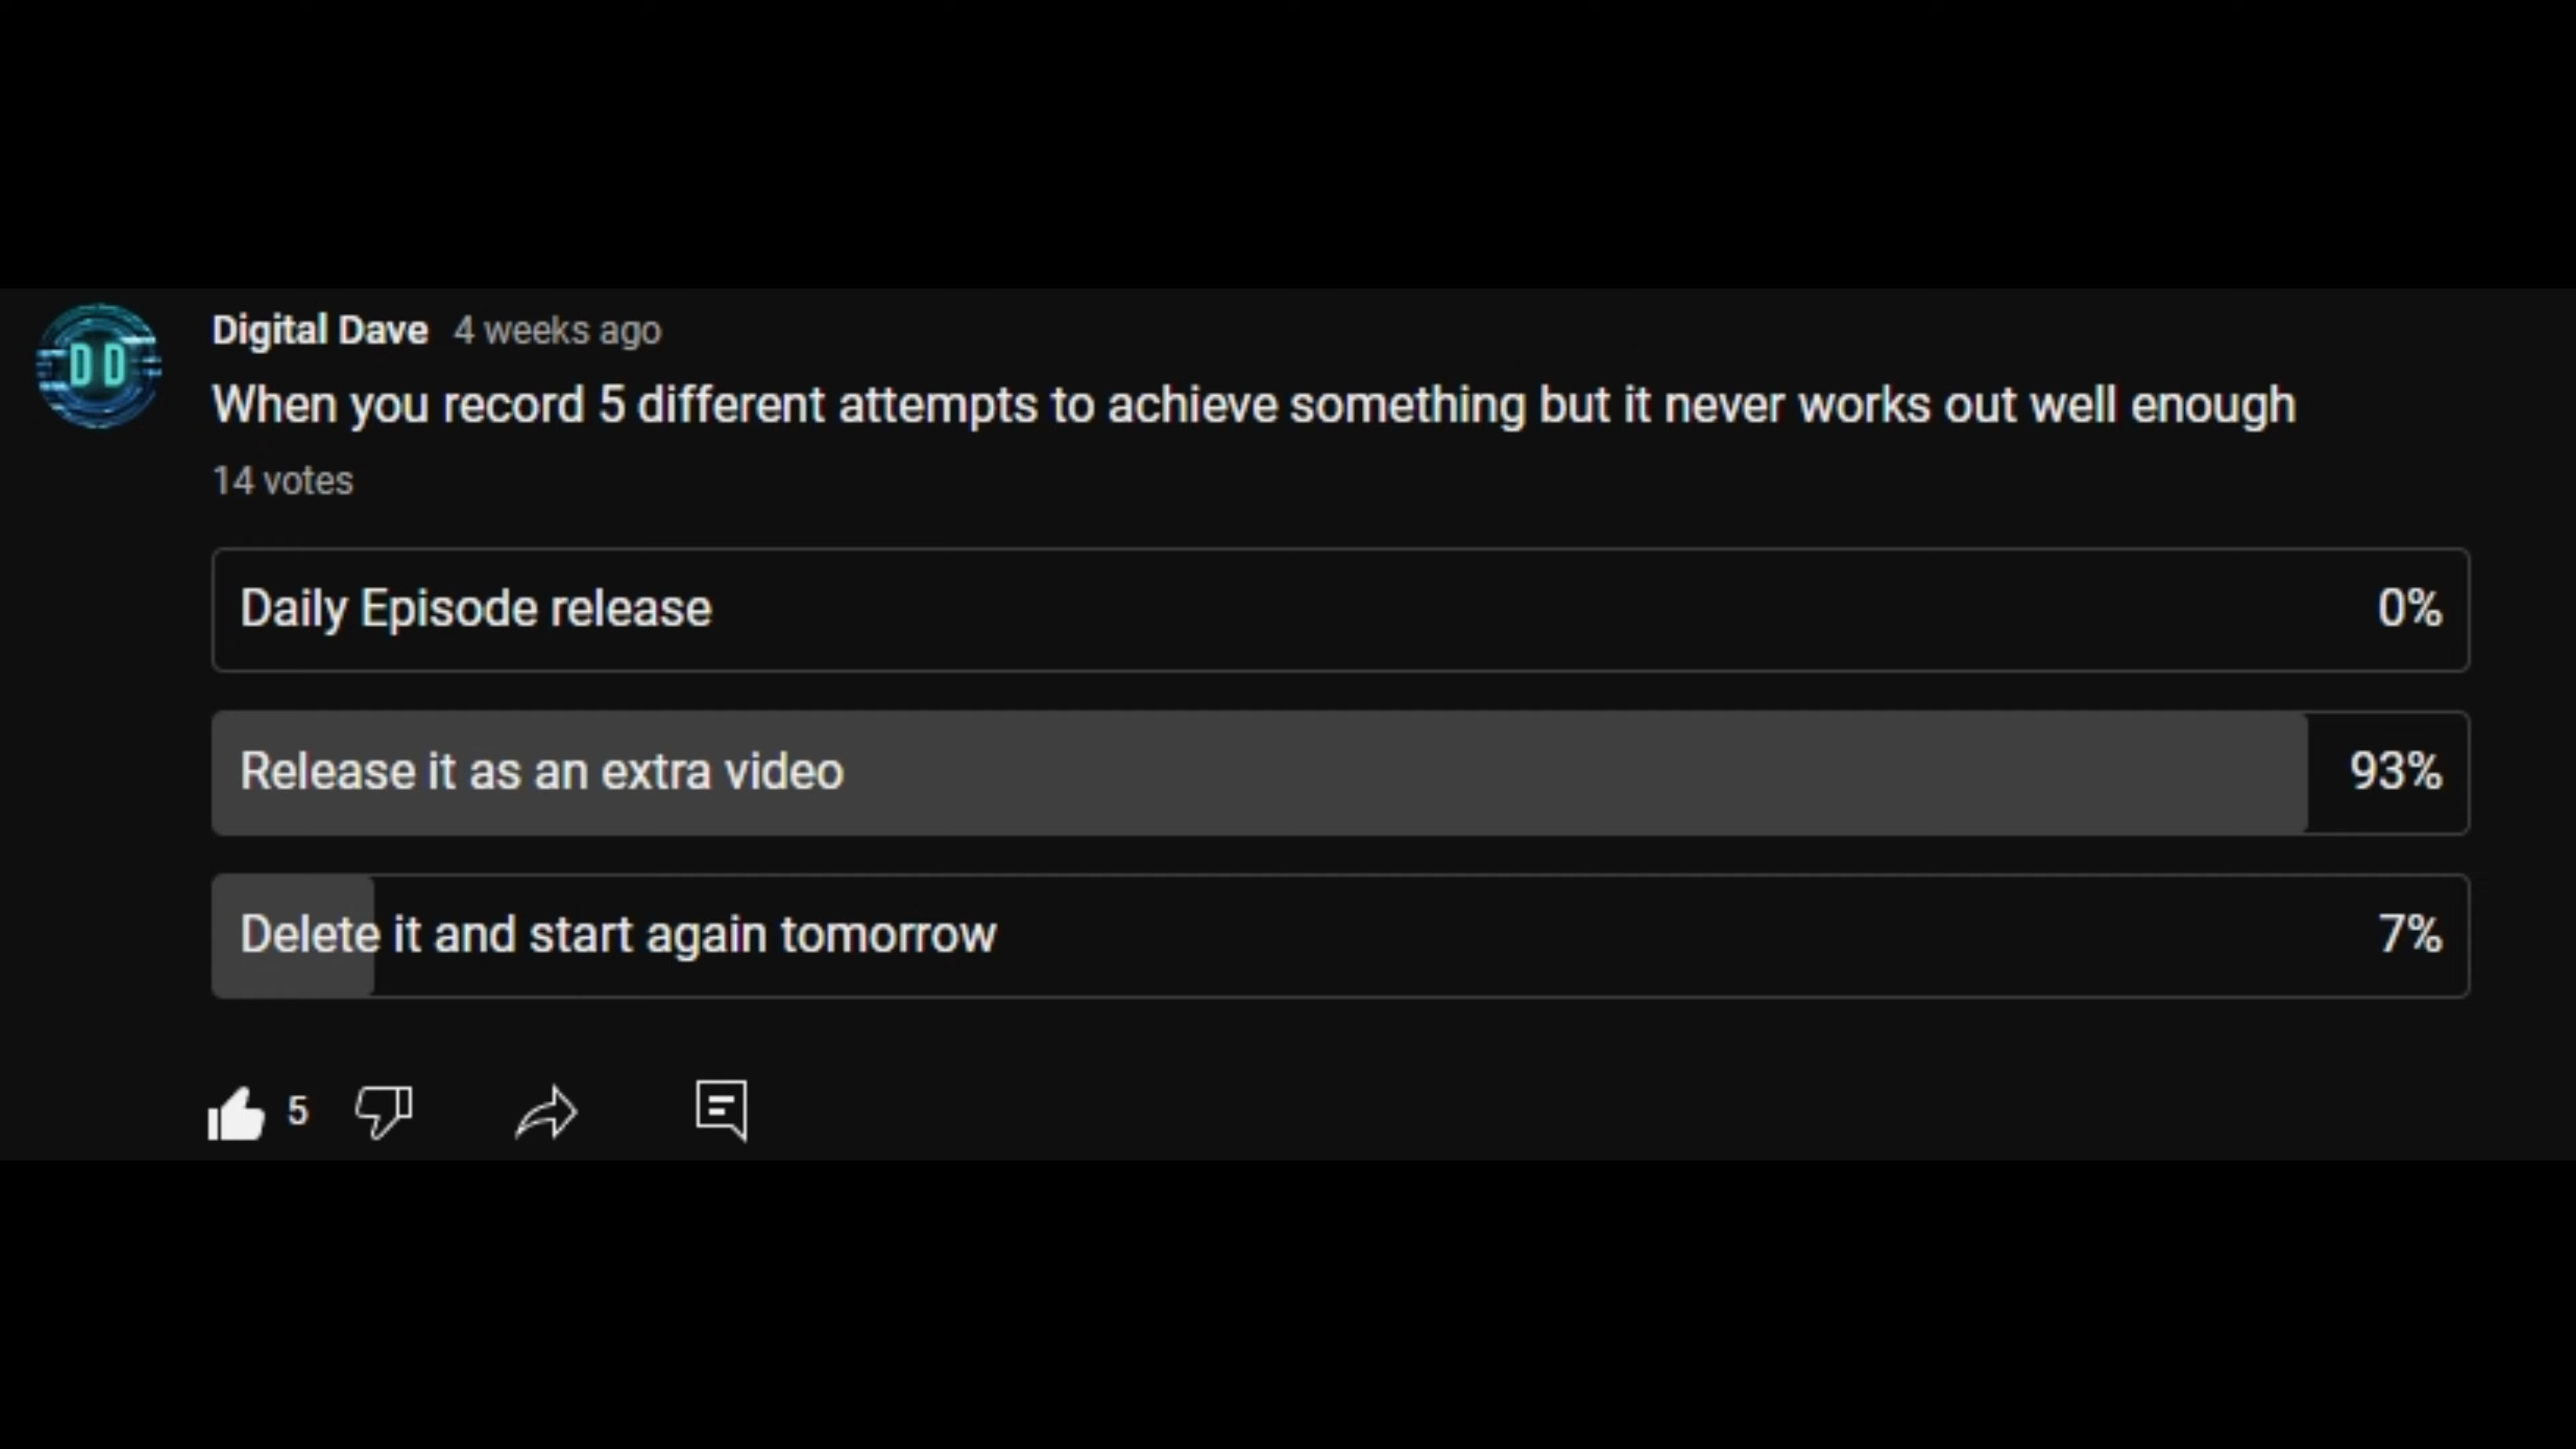 DD
Digital Dave 4 weeks ago
When you record 5 different attempts to achieve something but it never works out well enough
14 votes
Daily Episode release 0%
Release it as an extra video 93%
Delete it and start again tomorrow 7%
5